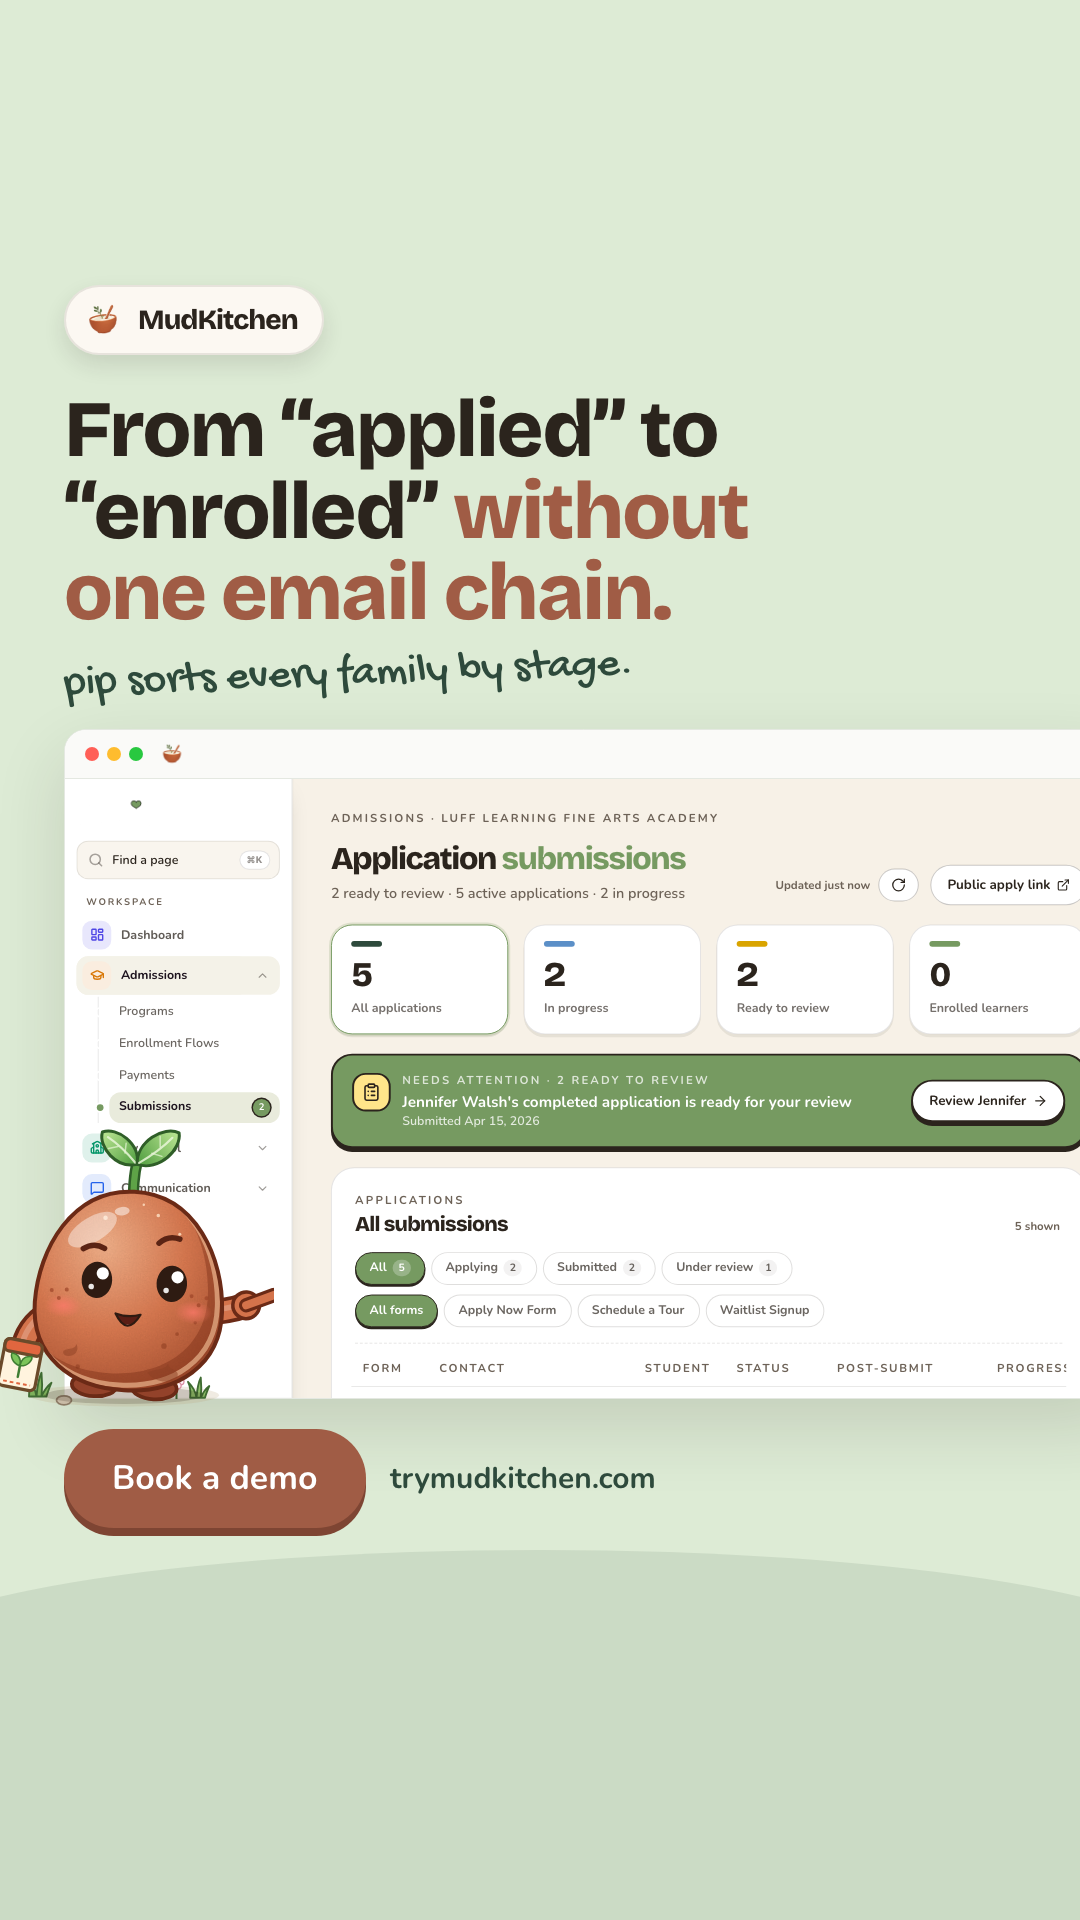 MudKitchen
From “applied” to
“enrolled” without
one email chain.
pip sorts every family by stage.
Find a page
⌘K
WORKSPACE
Dashboard
Admissions
Programs
Enrollment Flows
Payments
Submissions
2
ADMISSIONS · LUFF LEARNING FINE ARTS ACADEMY
Application submissions
2 ready to review · 5 active applications · 2 in progress
Updated just now
Public apply link
5
All applications
2
In progress
2
Ready to review
0
Enrolled learners
NEEDS ATTENTION · 2 READY TO REVIEW
Jennifer Walsh's completed application is ready for your review
Submitted Apr 15, 2026
Review Jennifer
APPLICATIONS
All submissions
5 shown
All 5
Applying 2
Submitted 2
Under review 1
All forms
Apply Now Form
Schedule a Tour
Waitlist Signup
FORM CONTACT STUDENT STATUS POST-SUBMIT PROGRESS
Book a demo
trymudkitchen.com